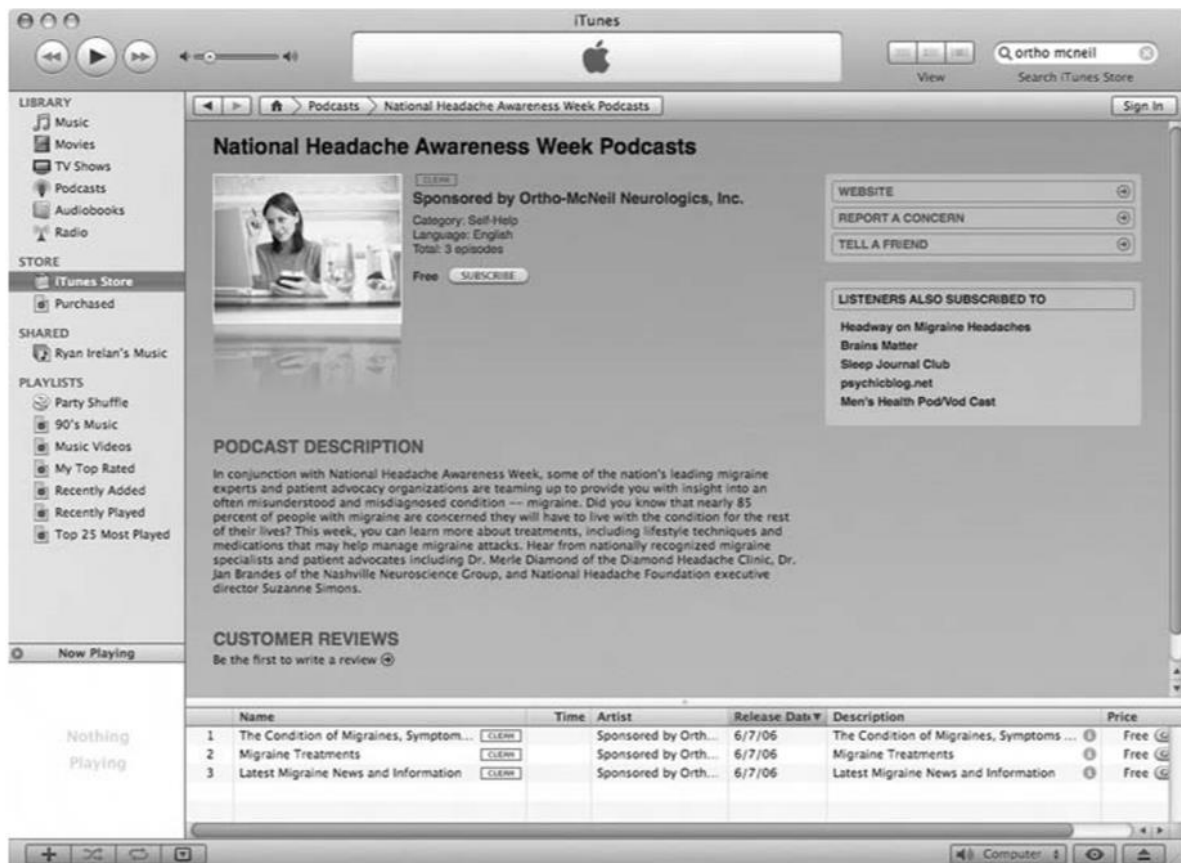 iTunes
ortho mcneil
View
Search iTunes Store
LIBRARY
Music
Movies
TV Shows
Podcasts
Audiobooks
Radio
STORE
iTunes Store
Purchased
SHARED
Ryan Irelan's Music
PLAYLISTS
Party Shuffle
90's Music
Music Videos
My Top Rated
Recently Added
Recently Played
Top 25 Most Played
Now Playing
Nothing
Playing
Podcasts National Headache Awareness Week Podcasts
Sign In
National Headache Awareness Week Podcasts
CLEAN
Sponsored by Ortho-McNeil Neurologics, Inc.
Category: Self-Help
Language: English
Total: 3 episodes
Free SUBSCRIBE
WEBSITE
REPORT A CONCERN
TELL A FRIEND
LISTENERS ALSO SUBSCRIBED TO
Headway on Migraine Headaches
Brains Matter
Sleep Journal Club
psychicblog.net
Men's Health Pod/Vod Cast
PODCAST DESCRIPTION
In conjunction with National Headache Awareness Week, some of the nation's leading migraine
experts and patient advocacy organizations are teaming up to provide you with insight into an
often misunderstood and misdiagnosed condition -- migraine. Did you know that nearly 85
percent of people with migraine are concerned they will have to live with the condition for the rest
of their lives? This week, you can learn more about treatments, including lifestyle techniques and
medications that may help manage migraine attacks. Hear from nationally recognized migraine
specialists and patient advocates including Dr. Merle Diamond of the Diamond Headache Clinic, Dr.
Jan Brandes of the Nashville Neuroscience Group, and National Headache Foundation executive
director Suzanne Simons.
CUSTOMER REVIEWS
Be the first to write a review
Name Time Artist Release Date Description Price
1 The Condition of Migraines, Symptom... CLEAN Sponsored by Orth... 6/7/06 The Condition of Migraines, Symptoms ... Free
2 Migraine Treatments CLEAN Sponsored by Orth... 6/7/06 Migraine Treatments Free
3 Latest Migraine News and Information CLEAN Sponsored by Orth... 6/7/06 Latest Migraine News and Information Free
Computer